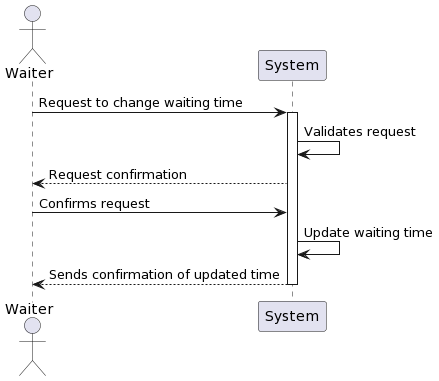 Waiter
System
Request to change waiting time
Validates request
Request confirmation
Confirms request
Update waiting time
Sends confirmation of updated time
Waiter
System